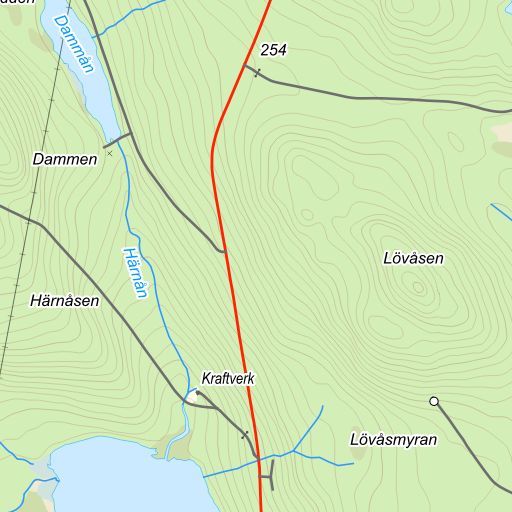 Dammån
254
Dammen
Härnån
Lövåsen
Härnåsen
Kraftverk
Lövåsmyran